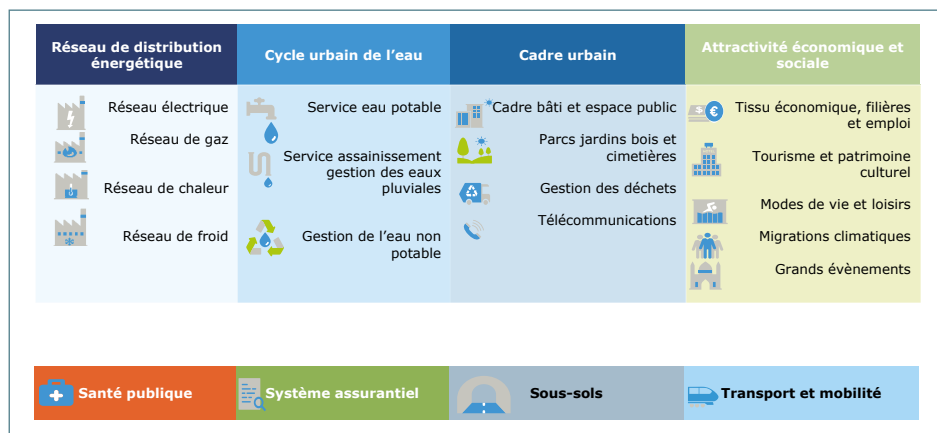 Réseau de distribution
énergétique
Cycle urbain de l'eau
Cadre urbain
Attractivité économique et
sociale
Réseau électrique
Réseau de gaz
Réseau de chaleur
Réseau de froid
Service eau potable
Service assainissement
gestion des eaux
pluviales
Gestion de l'eau non
potable
Cadre bâti et espace public
Parcs jardins bois et
cimetières
Gestion des déchets
Télécommunications
Tissu économique, filières
et emploi
Tourisme et patrimoine
culturel
Modes de vie et loisirs
Migrations climatiques
Grands évènements
Santé publique
Système assurantiel
Sous-sols
Transport et mobilité